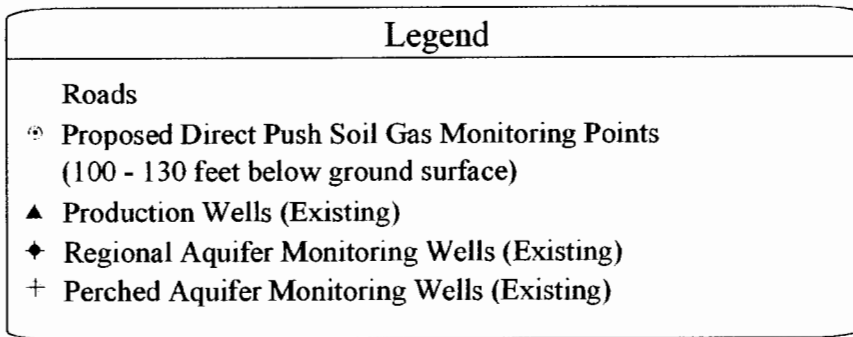 Legend
Roads
Proposed Direct Push Soil Gas Monitoring Points
(100 - 130 feet below ground surface)
Production Wells (Existing)
Regional Aquifer Monitoring Wells (Existing)
Perched Aquifer Monitoring Wells (Existing)